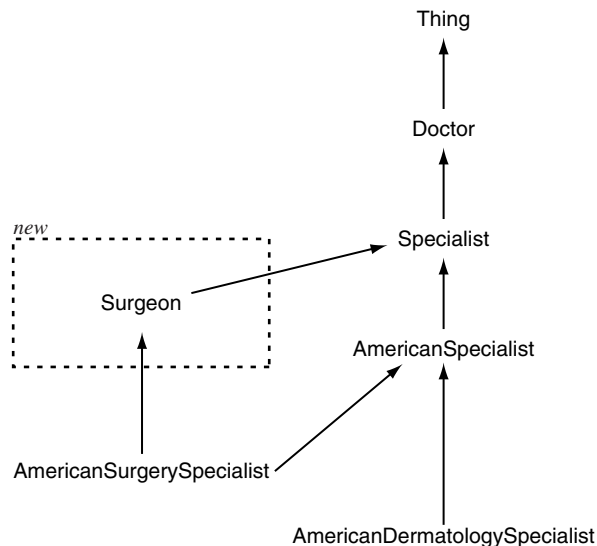 Thing
Doctor
new
Specialist
Surgeon
AmericanSpecialist
AmericanSurgerySpecialist
AmericanDermatologySpecialist